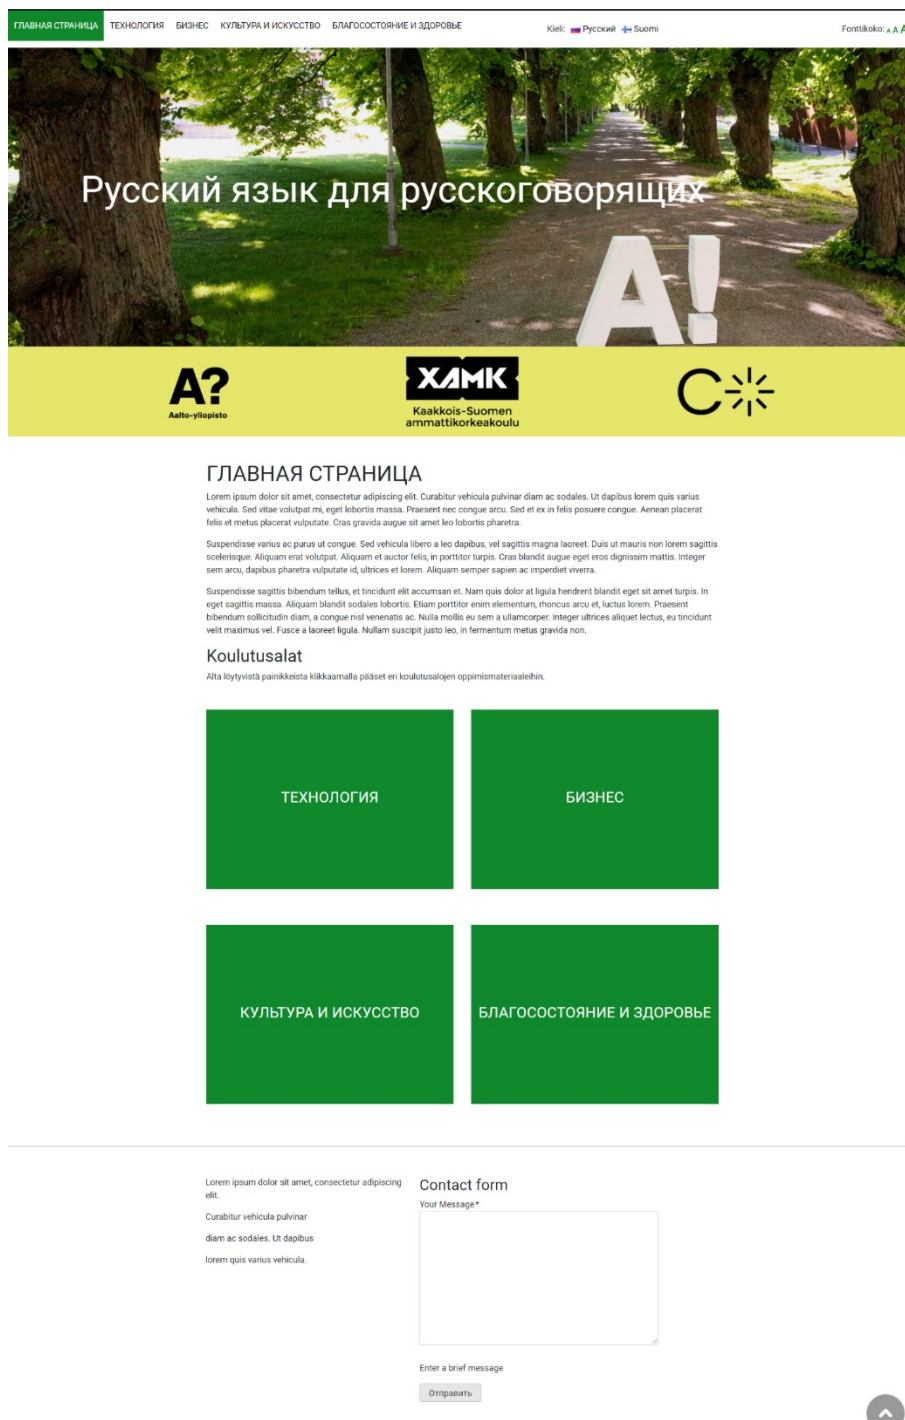 ГЛАВНАЯ СТРАНИЦА ТЕХНОЛОГИЯ БИЗНЕС КУЛЬТУРА И ИСКУССТВО БЛАГОСОСТОЯНИЕ И ЗДОРОВЬЕ Kieli: Русский Suomi Fonttikoko: A A A
Русский язык для русскоговорящих
A!
A?
Aalto-yliopisto
XAMK
Kaakkois-Suomen
ammattikorkeakoulu
C
ГЛАВНАЯ СТРАНИЦА
Lorem ipsum dolor sit amet, consectetur adipiscing elit. Curabitur vehicula pulvinar diam ac sodales. Ut dapibus lorem quis varius
vehicula. Sed vitae volutpat mi, eget lobortis massa. Praesent nec congue arcu. Sed et ex in felis posuere congue. Aenean placerat
felis et metus placerat vulputate. Cras gravida augue sit amet leo lobortis pharetra.
Suspendisse varius ac purus ut congue. Sed vehicula libero a leo dapibus, vel sagittis magna laoreet. Duis ut mauris non lorem sagittis
scelerisque. Aliquam erat volutpat. Aliquam et auctor felis, in porttitor turpis. Cras blandit augue eget eros dignissim mattis. Integer
sem arcu, dapibus pharetra vulputate id, ultrices et lorem. Aliquam semper sapien ac imperdiet viverra.
Suspendisse sagittis bibendum tellus, et tincidunt elit accumsan et. Nam quis dolor at ligula hendrerit blandit eget sit amet turpis. In
eget sagittis massa. Aliquam blandit sodales lobortis. Etiam porttitor enim elementum, rhoncus arcu et, luctus lorem. Praesent
bibendum sollicitudin diam, a congue nisl venenatis ac. Nulla mollis eu sem a ullamcorper. Integer ultrices aliquet lectus, eu tincidunt
velit maximus vel. Fusce a laoreet ligula. Nullam suscipit justo leo, in fermentum metus gravida non.
Koulutusalat
Alta löytyvistä painikkeista klikkaamalla pääset eri koulutusalojen oppimismateriaaleihin.
ТЕХНОЛОГИЯ
БИЗНЕС
КУЛЬТУРА И ИСКУССТВО
БЛАГОСОСТОЯНИЕ И ЗДОРОВЬЕ
Lorem ipsum dolor sit amet, consectetur adipiscing
elit.
Curabitur vehicula pulvinar
diam ac sodales. Ut dapibus
lorem quis varius vehicula.
Contact form
Your Message*
Enter a brief message
Отправить